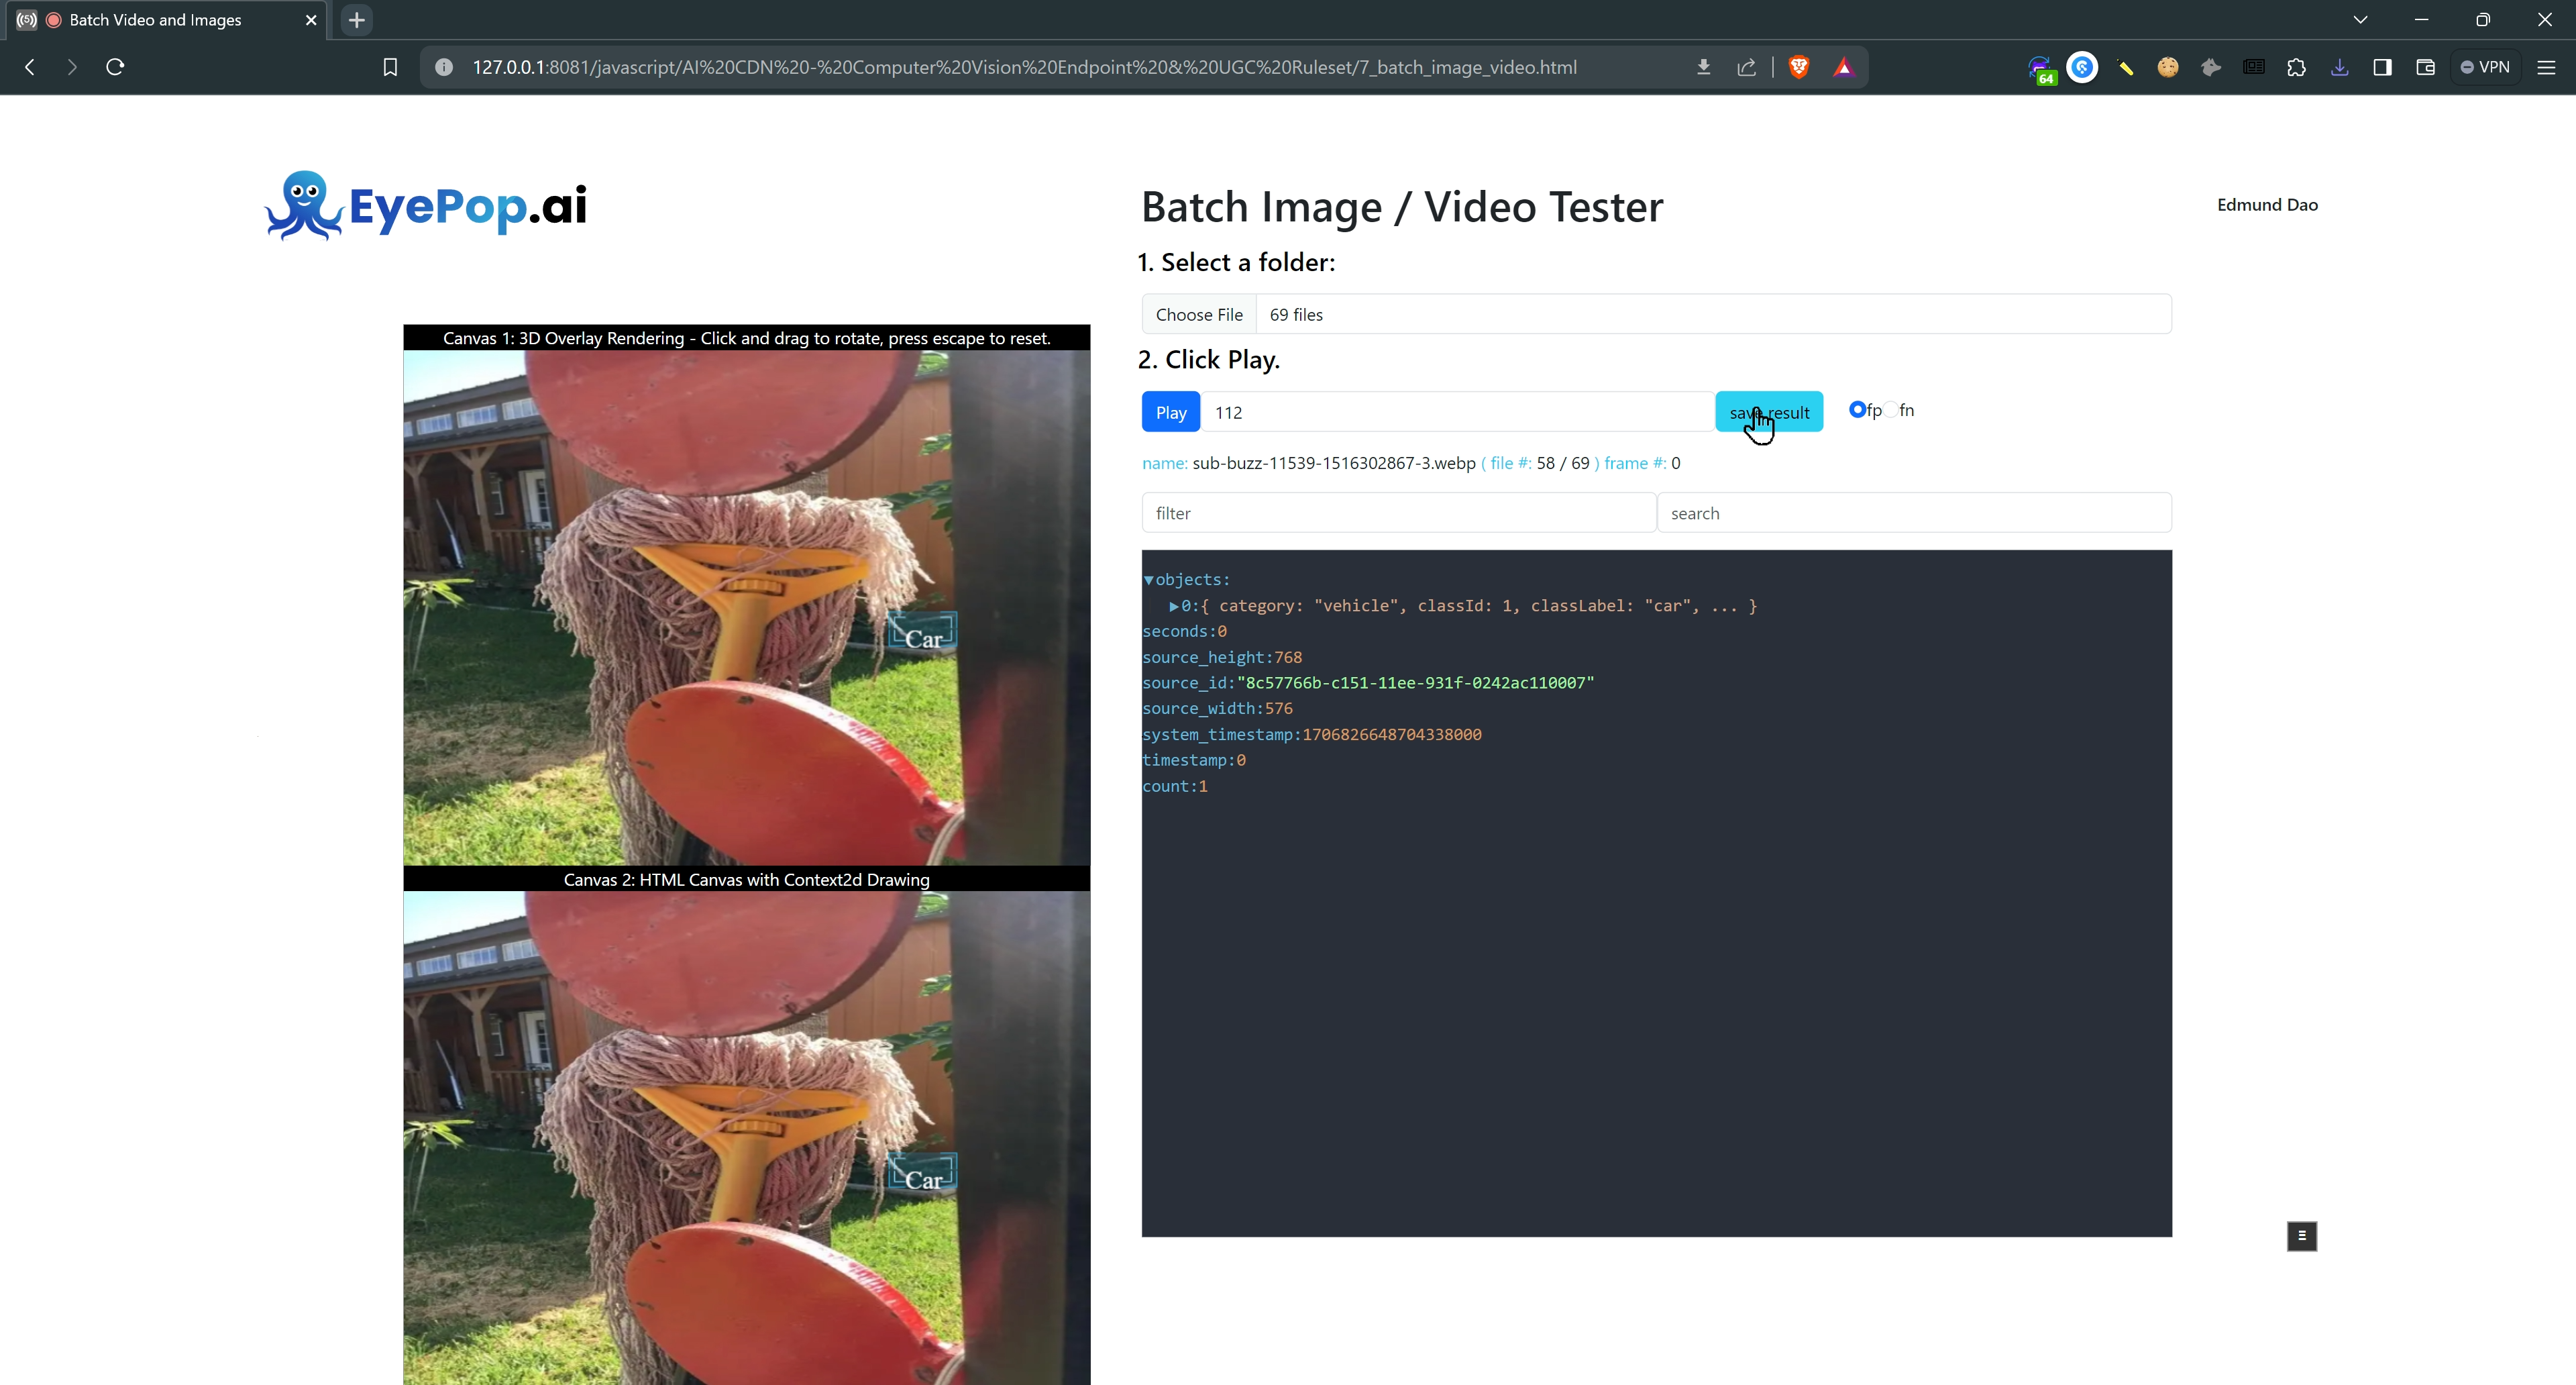 Batch Video and Images
127.0.0.1:8081/javascript/AI%20CDN%20-%20Computer%20Vision%20Endpoint%20&%20UGC%20Ruleset/7_batch_image_video.html
64
VPN
EyePop.ai
Batch Image / Video Tester
Edmund Dao
1. Select a folder:
Choose File 69 files
Canvas 1: 3D Overlay Rendering - Click and drag to rotate, press escape to reset.
2. Click Play.
Play 112 save result fp fn
name: sub-buzz-11539-1516302867-3.webp ( file #: 58 / 69 ) frame #: 0
filter search
▼objects:
▶0:{ category: "vehicle", classId: 1, classLabel: "car", ... }
seconds:0
source_height:768
source_id:"8c57766b-c151-11ee-931f-0242ac110007"
source_width:576
system_timestamp:1706826648704338000
timestamp:0
count:1
Car
Canvas 2: HTML Canvas with Context2d Drawing
Car